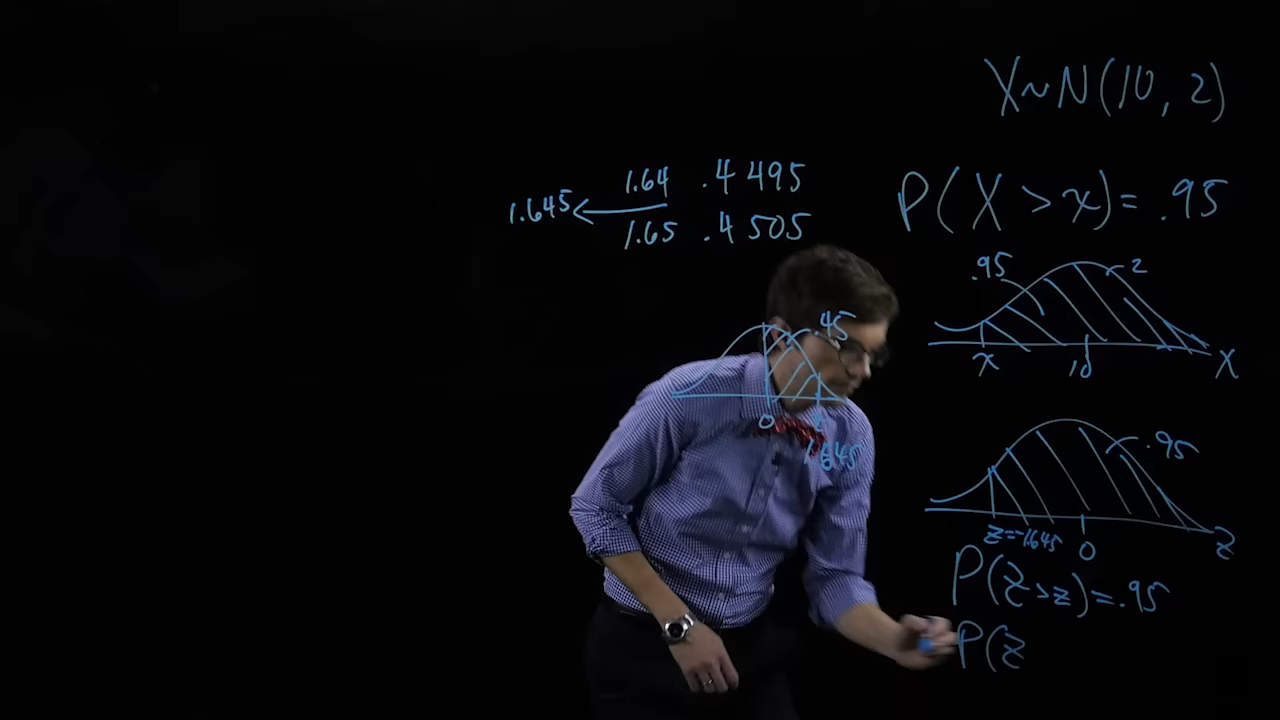 X~N(10, 2)
1.64 .4495
1.645
1.65 .4505
P(X > x) = .95
.95
2
x 10 X
.45
0 z
1.645
.95
z=-1.645 0 Z
P(Z>z)=.95
P(Z